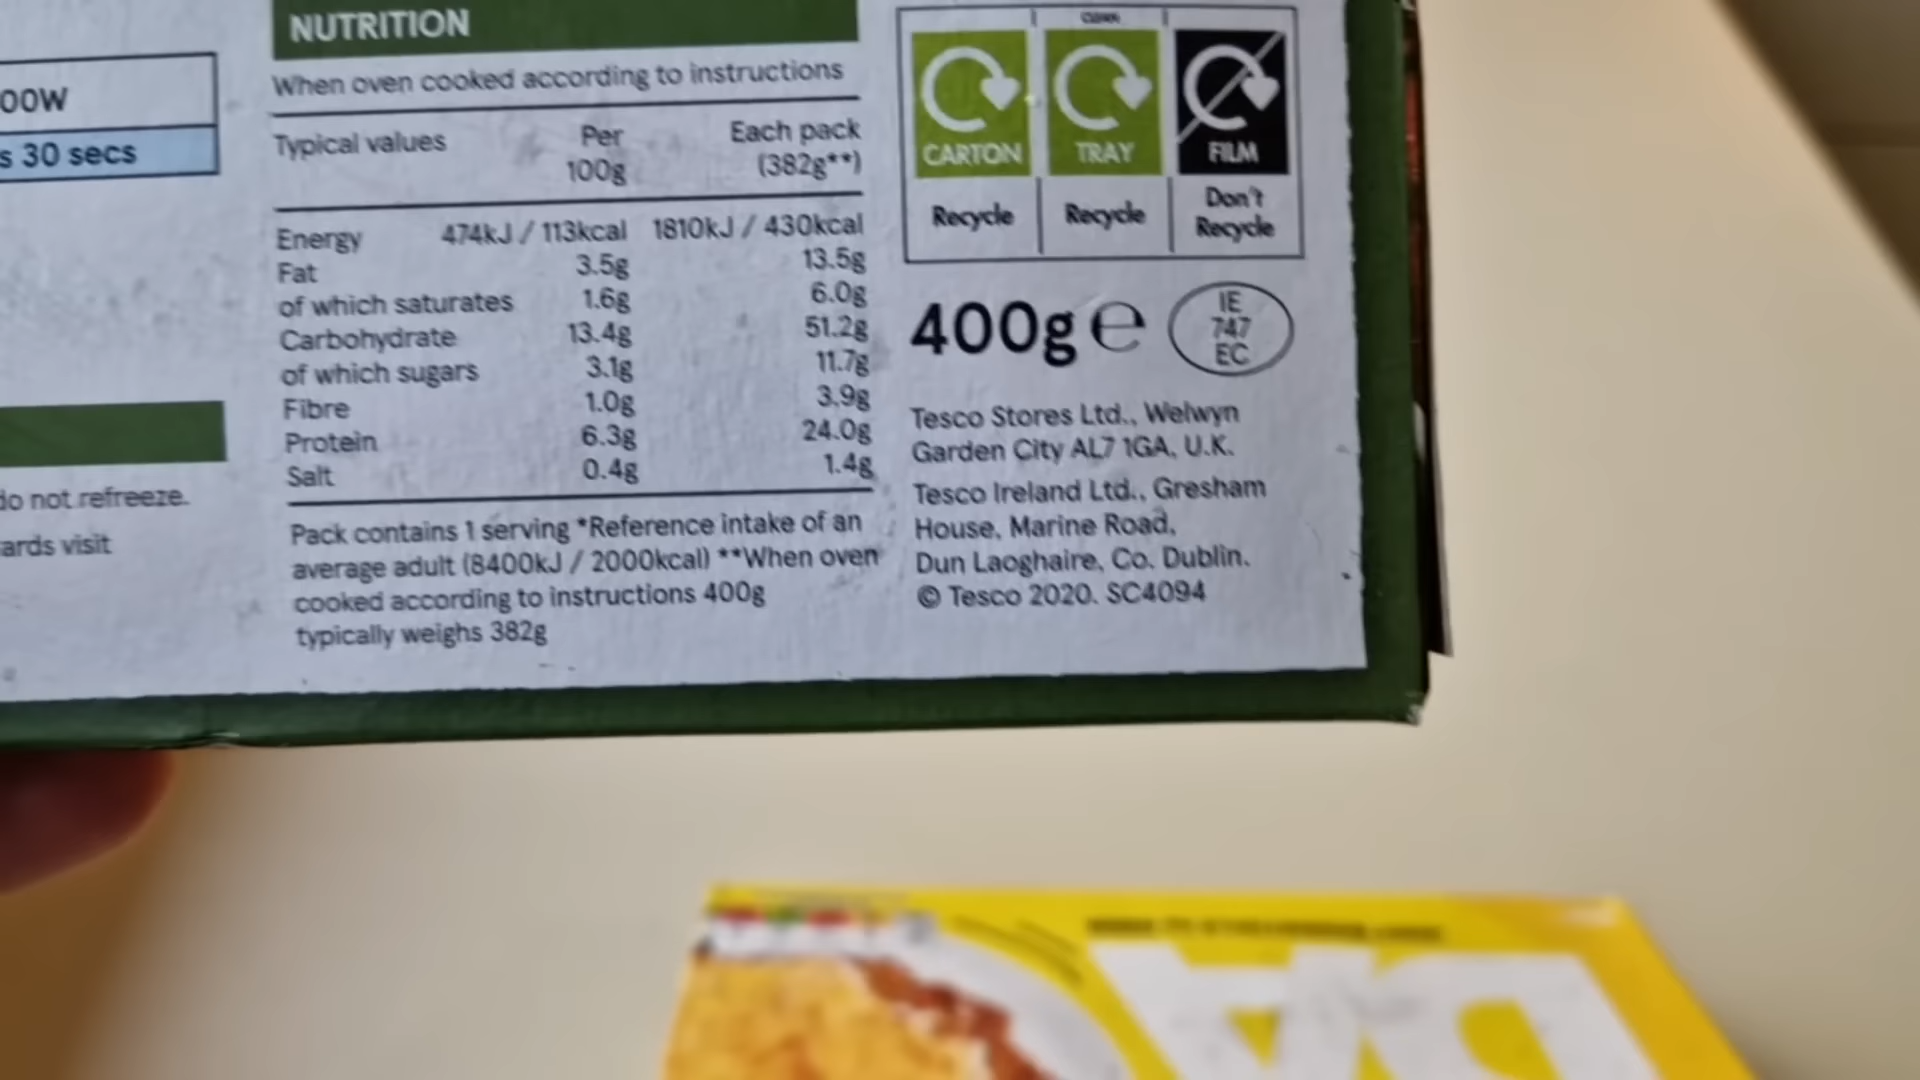 00W
s 30 secs
do not refreeze.
ards visit
NUTRITION
When oven cooked according to instructions
Typical values Per 100g Each pack (382g**)
Energy 474kJ / 113kcal 1810kJ / 430kcal
Fat 3.5g 13.5g
of which saturates 1.6g 6.0g
Carbohydrate 13.4g 51.2g
of which sugars 3.1g 11.7g
Fibre 1.0g 3.9g
Protein 6.3g 24.0g
Salt 0.4g 1.4g
Pack contains 1 serving *Reference intake of an
average adult (8400kJ / 2000kcal) **When oven
cooked according to instructions 400g
typically weighs 382g
CARTON TRAY FILM
Recycle Recycle Don't Recycle
400g e
IE
747
EC
Tesco Stores Ltd., Welwyn
Garden City AL7 1GA, U.K.
Tesco Ireland Ltd., Gresham
House, Marine Road,
Dun Laoghaire, Co. Dublin.
© Tesco 2020. SC4094